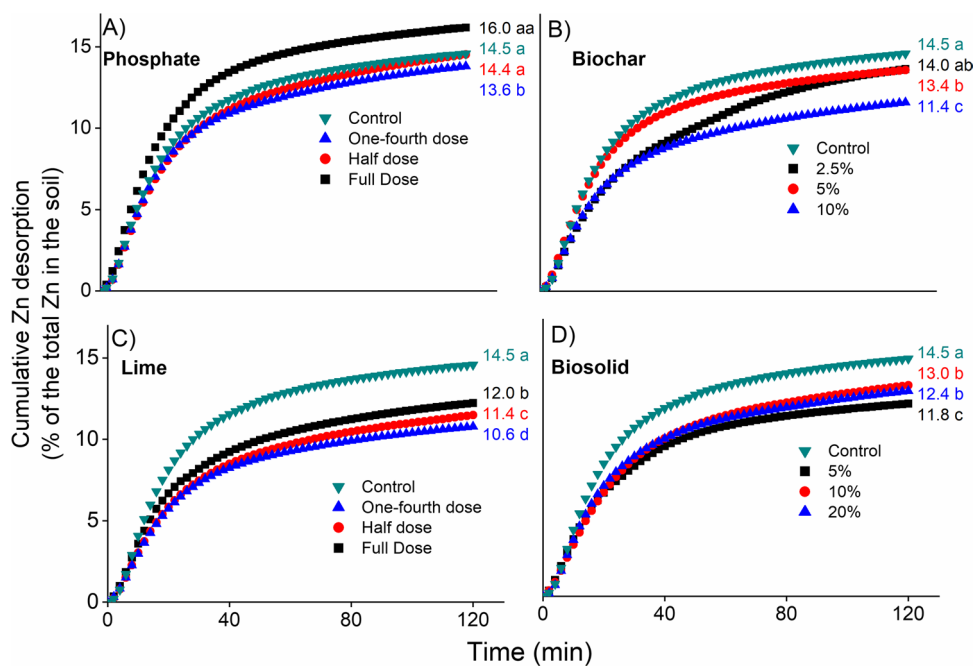 A)
Phosphate
16.0 aa
14.5 a
14.4 a
13.6 b
Control
One-fourth dose
Half dose
Full Dose
15
10
5
0
B)
Biochar
14.5 a
14.0 ab
13.4 b
11.4 c
Control
2.5%
5%
10%
Cumulative Zn desorption
(% of the total Zn in the soil)
C)
Lime
14.5 a
12.0 b
11.4 c
10.6 d
Control
One-fourth dose
Half dose
Full Dose
15
10
5
0
0
40
80
120
D)
Biosolid
14.5 a
13.0 b
12.4 b
11.8 c
Control
5%
10%
20%
0
40
80
120
Time (min)